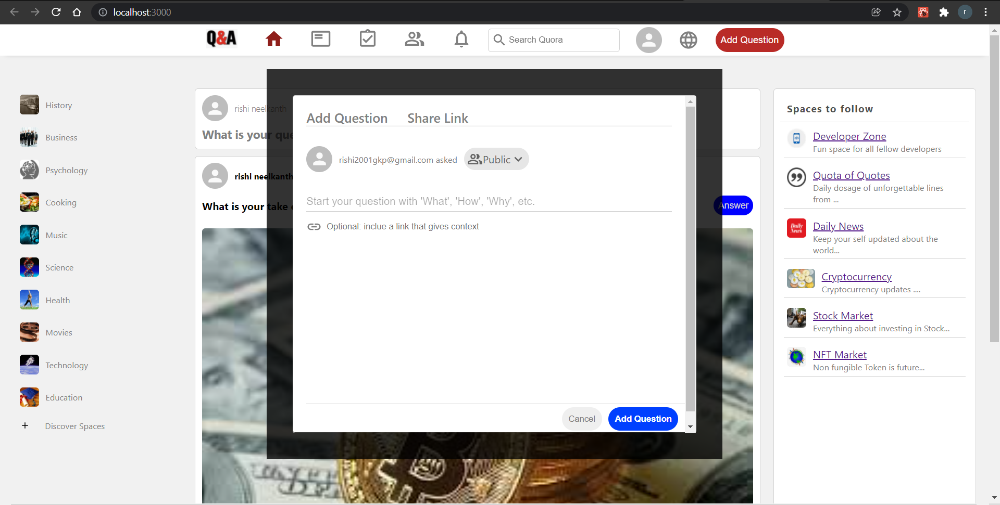 localhost:3000
r
Q&A
Search Quora
Add Question
History
Business
Psychology
Cooking
Music
Science
Health
Movies
Technology
Education
Discover Spaces
rishi neelkanth
What is your que
rishi neelkanth
What is your take
Answer
Add Question Share Link
rishi2001gkp@gmail.com asked Public
Start your question with 'What', 'How', 'Why', etc.
Optional: inclue a link that gives context
Cancel Add Question
Spaces to follow
Developer Zone
Fun space for all fellow developers
Quota of Quotes
Daily dosage of unforgettable lines
from ...
Daily News
Daily News
Keep your self updated about the
world...
Cryptocurrency
Cryptocurrency updates ....
Stock Market
Everything about investing in Stock...
NFT Market
Non fungible Token is future...